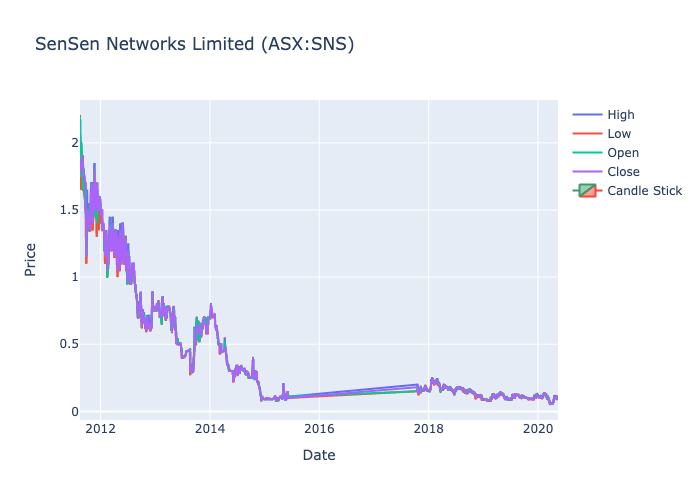 SenSen Networks Limited (ASX:SNS)
High
Low
Open
Close
Candle Stick
Price
2
1.5
1
0.5
0
2012 2014 2016 2018 2020
Date